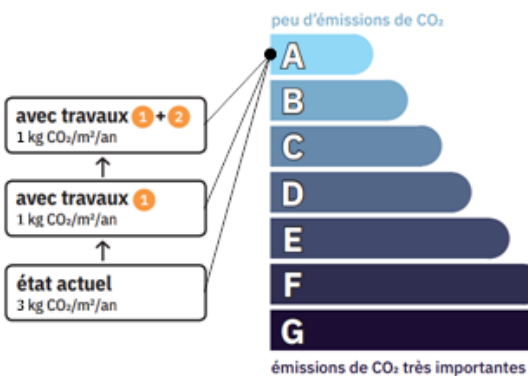 peu d'émissions de CO₂
A
B
C
D
E
F
G
émissions de CO₂ très importantes
avec travaux 1 + 2
1 kg CO₂/m²/an
avec travaux 1
1 kg CO₂/m²/an
état actuel
3 kg CO₂/m²/an